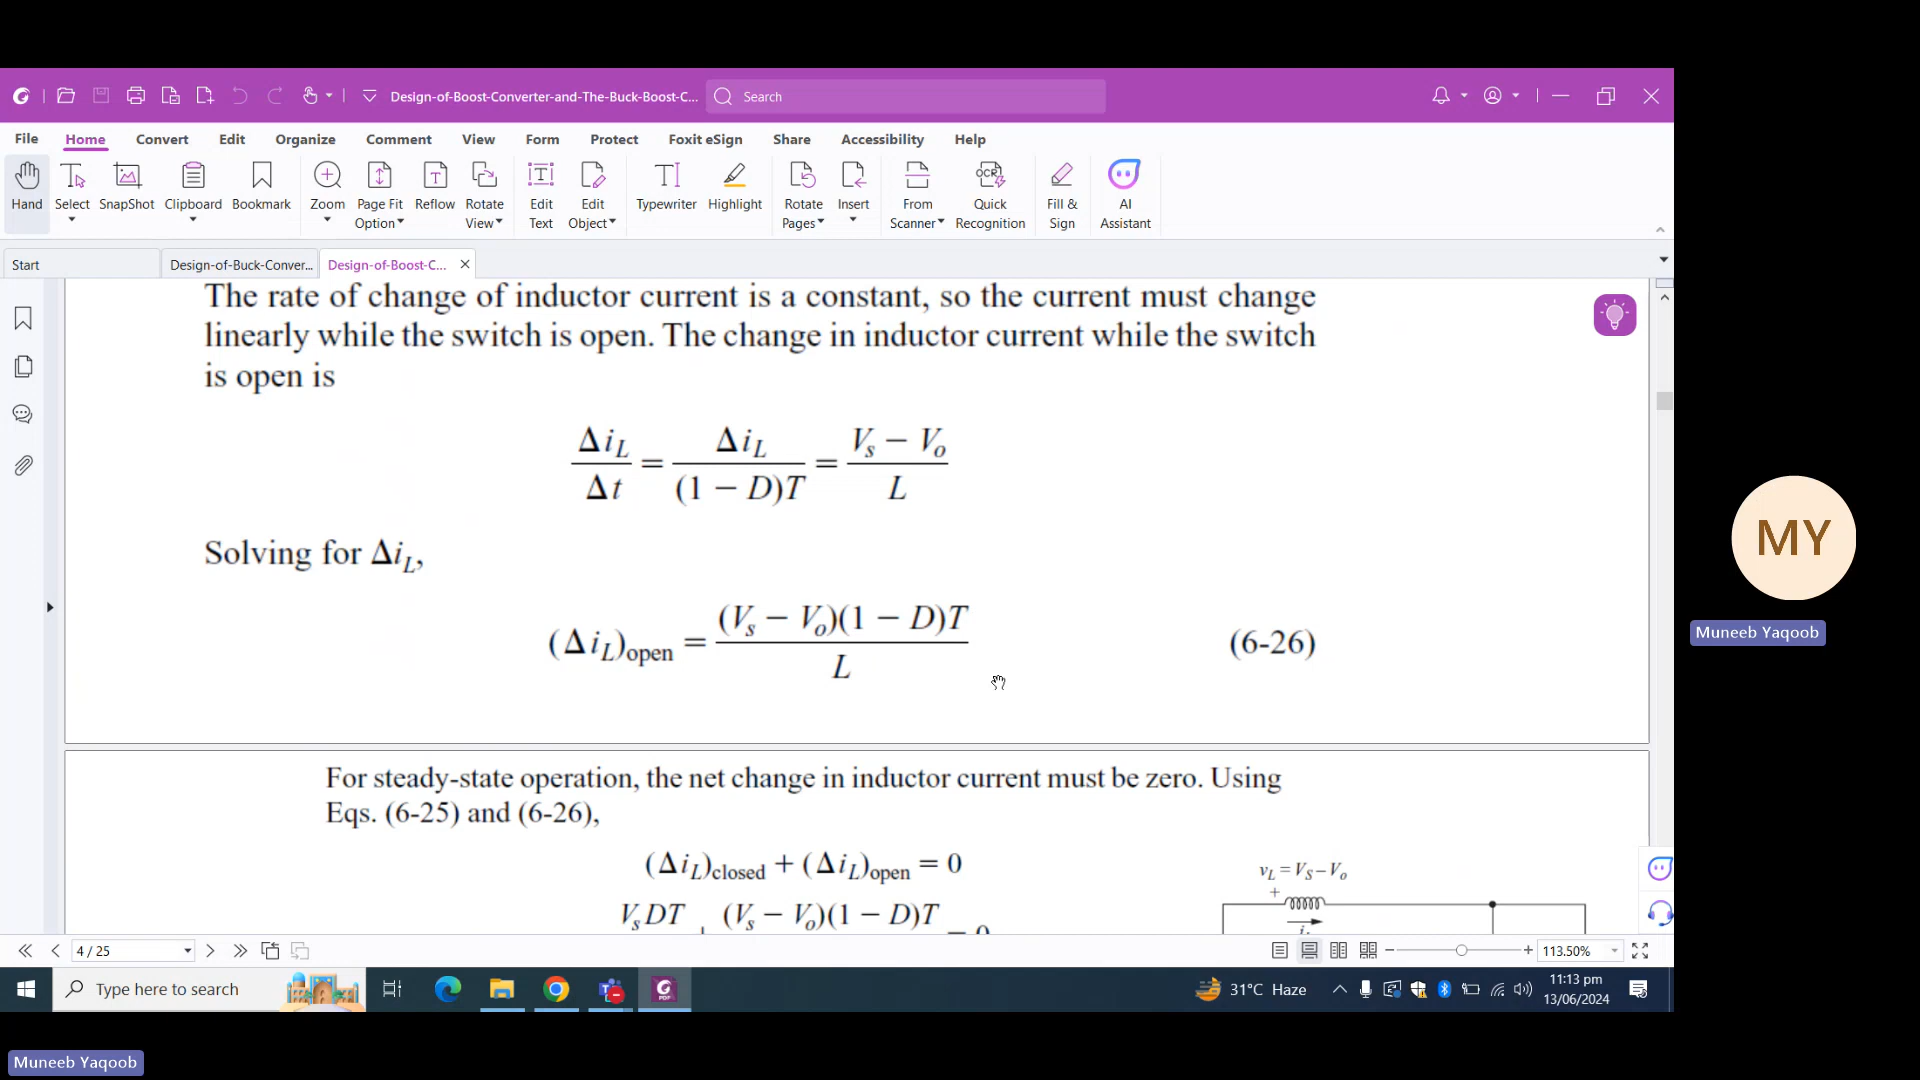 Design-of-Boost-Converter-and-The-Buck-Boost-C...
Search
File Home Convert Edit Organize Comment View Form Protect Foxit eSign Share Accessibility Help
Hand
Select
SnapShot
Clipboard
Bookmark
Zoom
Page Fit Option
Reflow
Rotate View
Edit Text
Edit Object
Typewriter
Highlight
Rotate Pages
Insert
From Scanner
OCR
Quick Recognition
Fill & Sign
AI Assistant
Start
Design-of-Buck-Conver...
Design-of-Boost-C...
The rate of change of inductor current is a constant, so the current must change
linearly while the switch is open. The change in inductor current while the switch
is open is
Δi_L/Δt = Δi_L/((1 − D)T) = (V_s − V_o)/L
Solving for Δi_L,
(Δi_L)_open = (V_s − V_o)(1 − D)T/L (6-26)
For steady-state operation, the net change in inductor current must be zero. Using
Eqs. (6-25) and (6-26),
(Δi_L)_closed + (Δi_L)_open = 0
V_s DT + (V_s − V_o)(1 − D)T = 0
v_L = V_S − V_o
+
4 / 25
113.50%
Type here to search
31°C Haze
11:13 pm
13/06/2024
MY
Muneeb Yaqoob
Muneeb Yaqoob